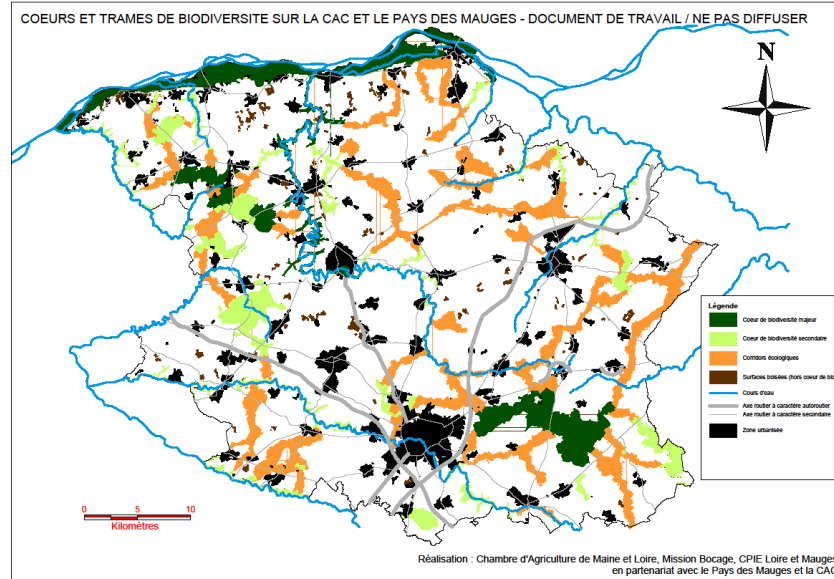 COEURS ET TRAMES DE BIODIVERSITE SUR LA CAC ET LE PAYS DES MAUGES - DOCUMENT DE TRAVAIL / NE PAS DIFFUSER
N
Légende
Coeur de biodiversité majeur
Coeur de biodiversité secondaire
Corridors écologiques
Surfaces boisées (hors coeur de bio
Cours d'eau
Axe routier à caractère autoroutier
Axe routier à caractère secondaire
Zone urbanisée
0 5 10
Kilomètres
Réalisation : Chambre d'Agriculture de Maine et Loire, Mission Bocage, CPIE Loire et Mauges
en partenariat avec le Pays des Mauges et la CAC